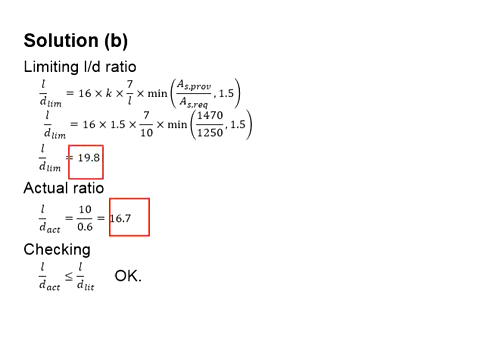 Solution (b)
Limiting l/d ratio
l/d_lim = 16 × k × 7/l × min(A_s,prov/A_s,req, 1.5)
l/d_lim = 16 × 1.5 × 7/10 × min(1470/1250, 1.5)
l/d_lim = 19.8
Actual ratio
l/d_act = 10/0.6 = 16.7
Checking
l/d_act ≤ l/d_lit OK.